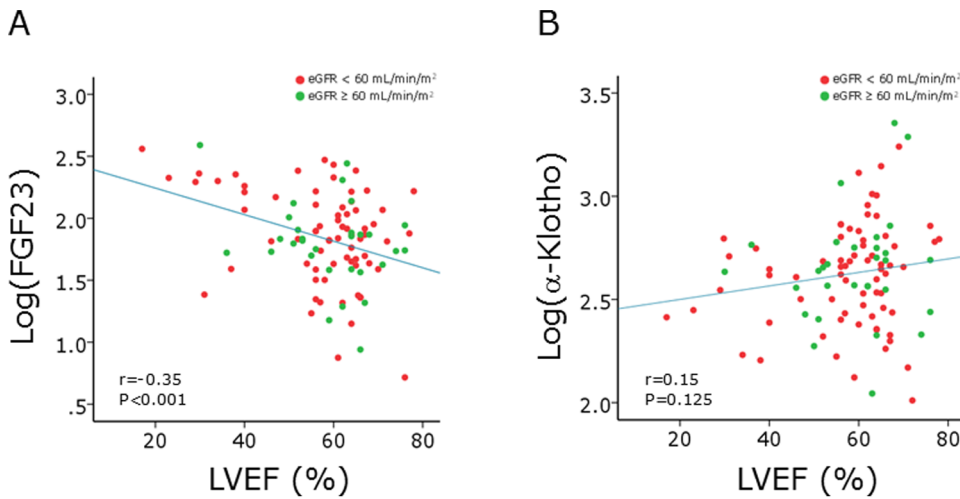 A
eGFR < 60 mL/min/m²
eGFR ≥ 60 mL/min/m²
3.0
2.5
2.0
1.5
1.0
.5
Log(FGF23)
r=-0.35
P<0.001
20 40 60 80
LVEF (%)
B
eGFR < 60 mL/min/m²
eGFR ≥ 60 mL/min/m²
3.5
3.0
2.5
2.0
Log(α-Klotho)
r=0.15
P=0.125
20 40 60 80
LVEF (%)